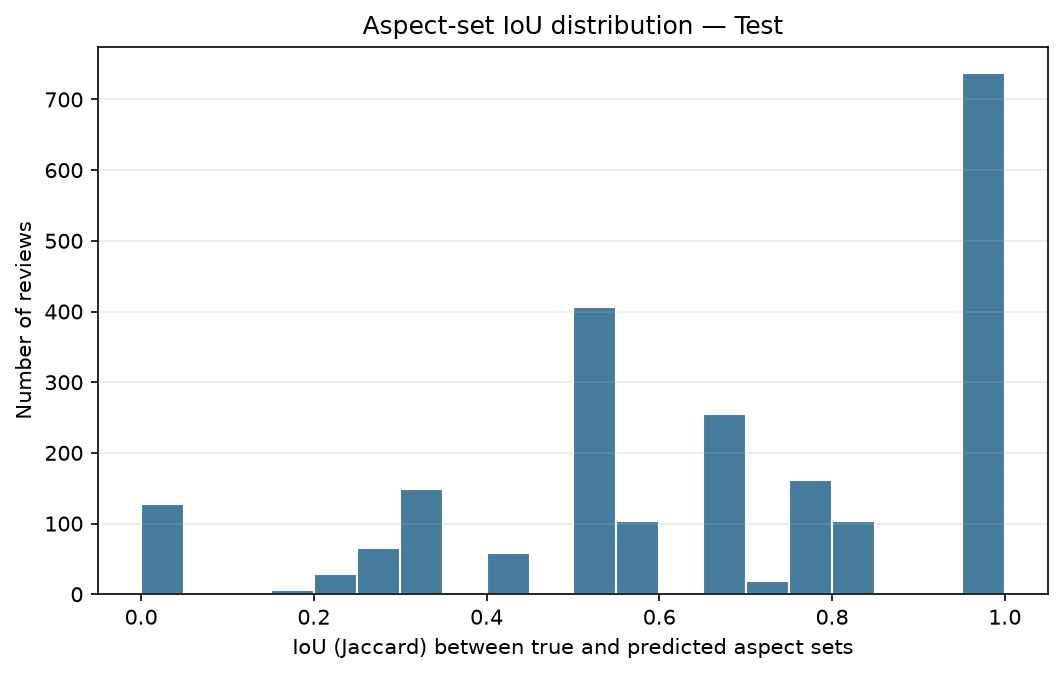 Aspect-set IoU distribution — Test
Number of reviews
700
600
500
400
300
200
100
0
0.0 0.2 0.4 0.6 0.8 1.0
IoU (Jaccard) between true and predicted aspect sets